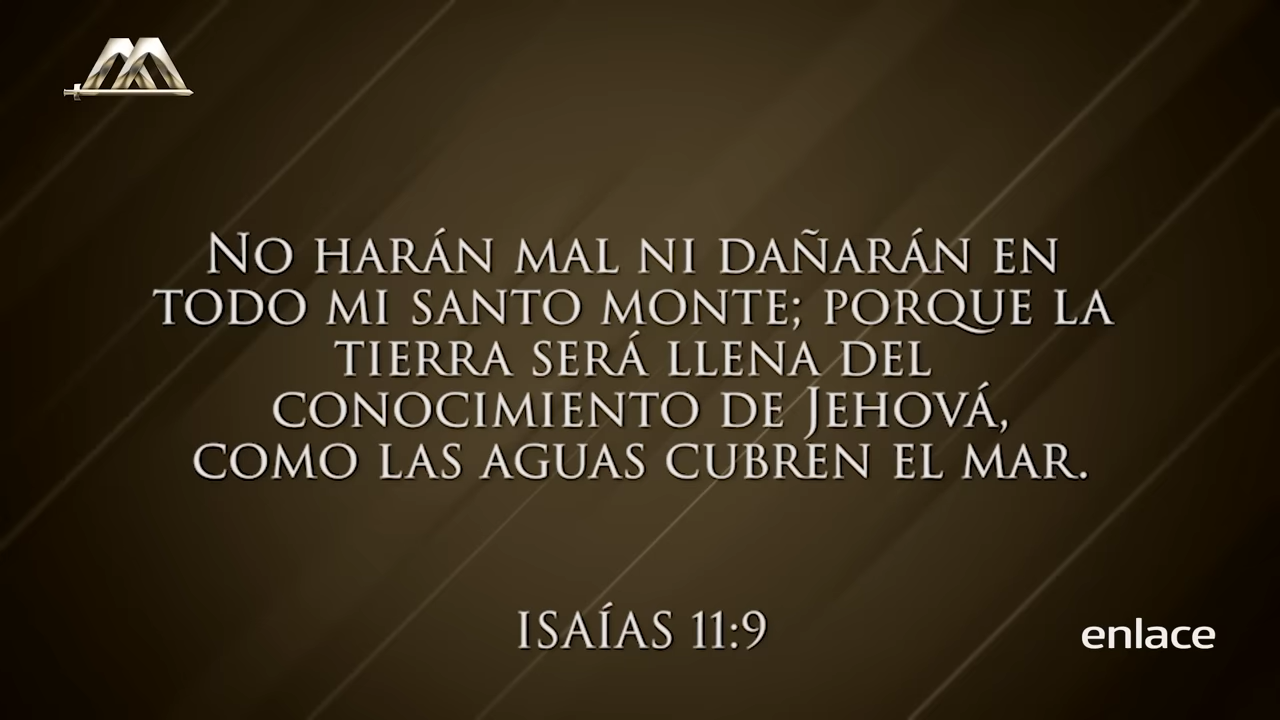 No harán mal ni dañarán en
todo mi santo monte; porque la
tierra será llena del
conocimiento de Jehová,
como las aguas cubren el mar.
ISAÍAS 11:9
enlace